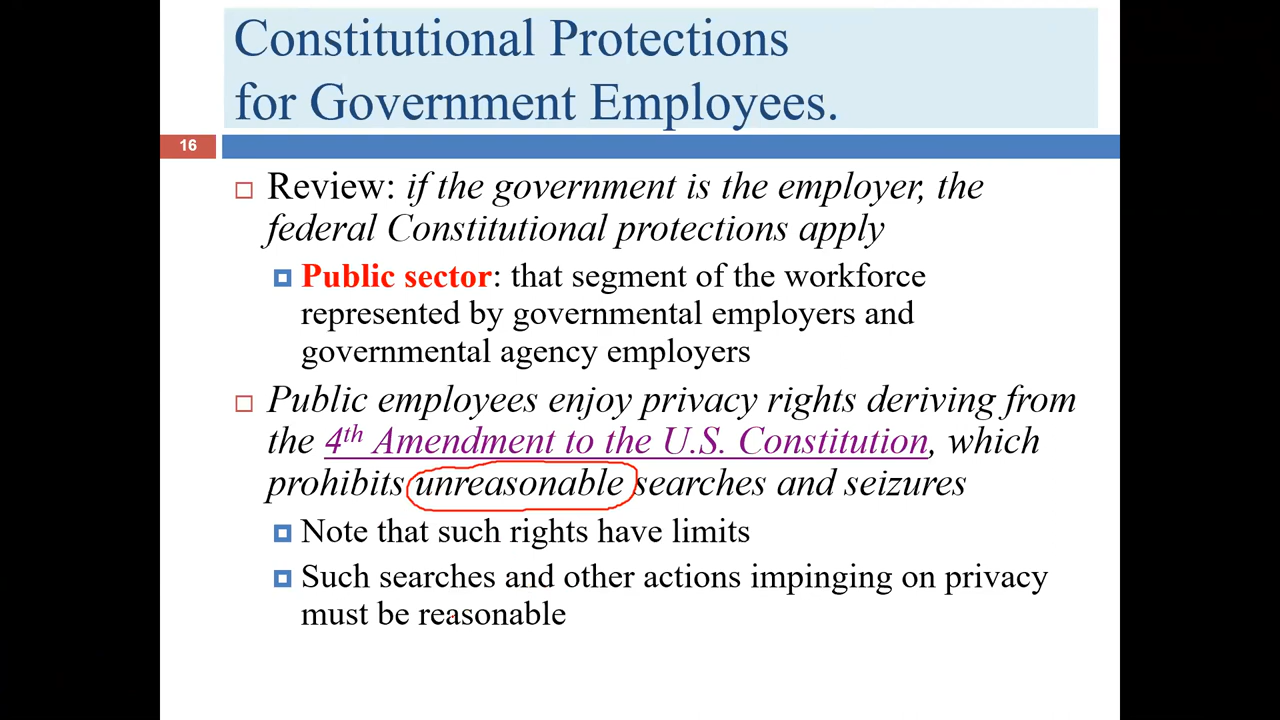 Constitutional Protections
for Government Employees.
16
Review: if the government is the employer, the
federal Constitutional protections apply
Public sector: that segment of the workforce
represented by governmental employers and
governmental agency employers
Public employees enjoy privacy rights deriving from
the 4th Amendment to the U.S. Constitution, which
prohibits unreasonable searches and seizures
Note that such rights have limits
Such searches and other actions impinging on privacy
must be reasonable